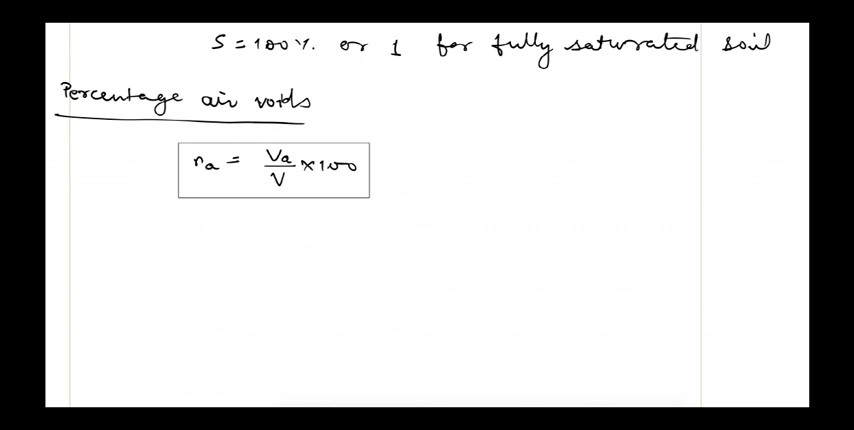 S = 100 %. or 1 for fully saturated soil
Percentage air voids
na = Va / V × 100